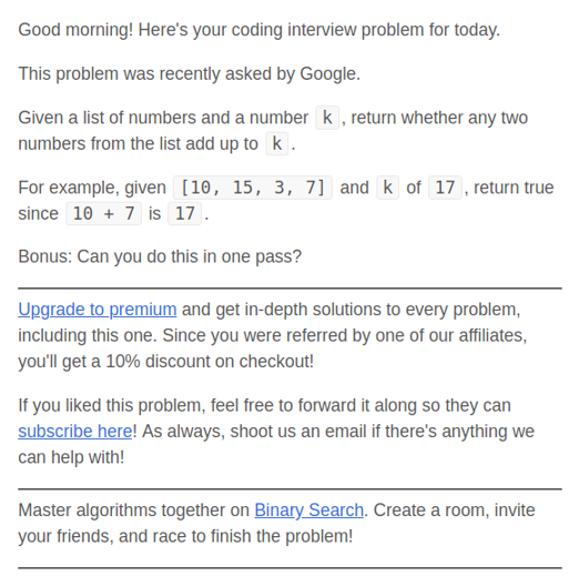 Good morning! Here's your coding interview problem for today.
This problem was recently asked by Google.
Given a list of numbers and a number k, return whether any two
numbers from the list add up to k.
For example, given [10, 15, 3, 7] and k of 17, return true
since 10 + 7 is 17.
Bonus: Can you do this in one pass?
Upgrade to premium and get in-depth solutions to every problem,
including this one. Since you were referred by one of our affiliates,
you'll get a 10% discount on checkout!
If you liked this problem, feel free to forward it along so they can
subscribe here! As always, shoot us an email if there's anything we
can help with!
Master algorithms together on Binary Search. Create a room, invite
your friends, and race to finish the problem!